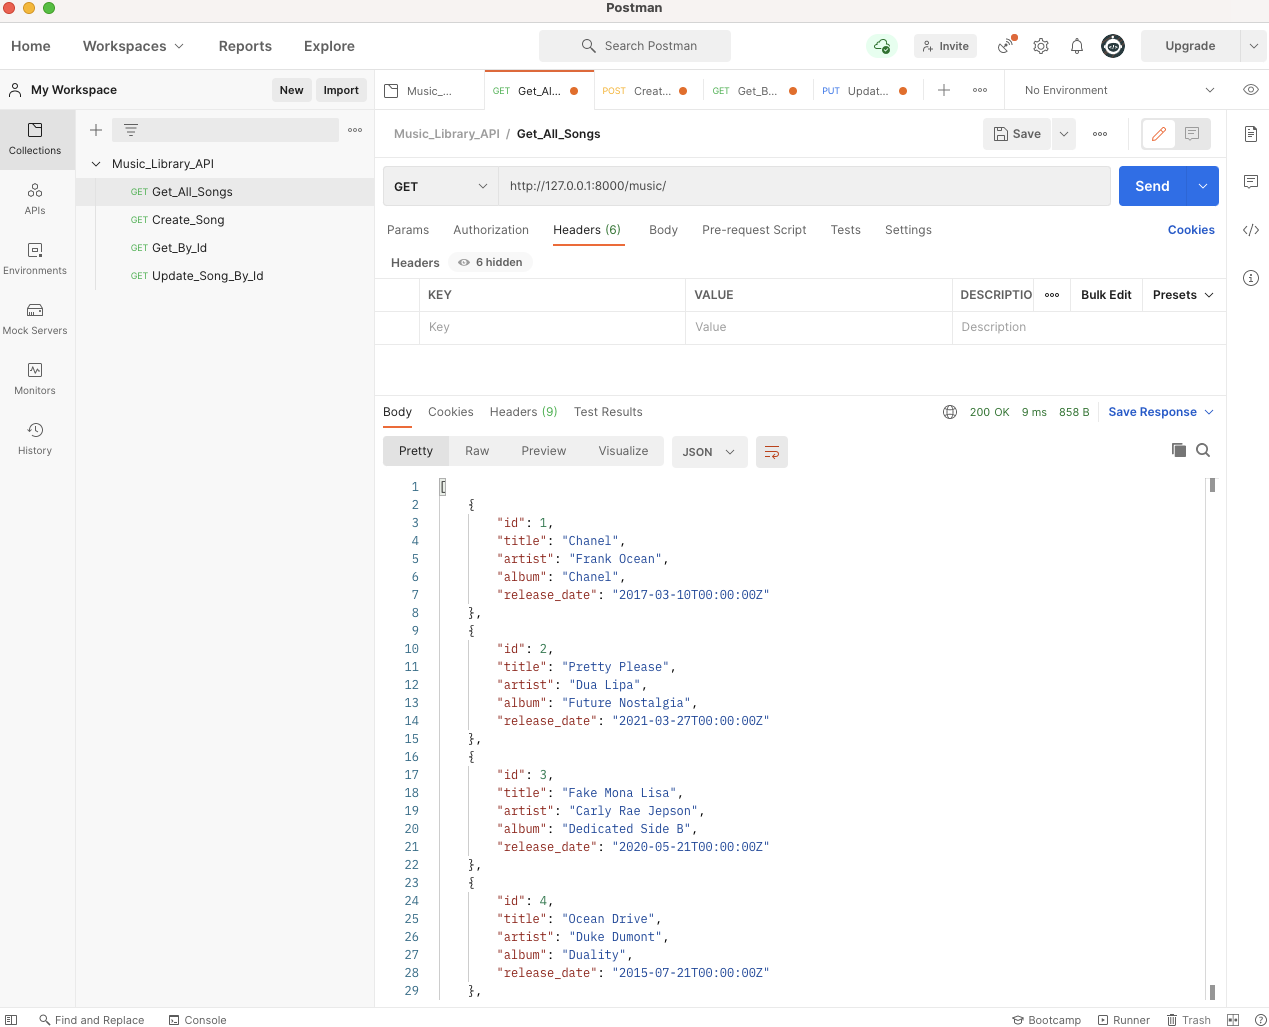 Postman
Home Workspaces Reports Explore Search Postman Invite Upgrade
My Workspace New Import Music_... GET Get_Al... POST Creat... GET Get_B... PUT Updat... No Environment
Collections
APIs
Environments
Mock Servers
Monitors
History
Music_Library_API
GET Get_All_Songs
GET Create_Song
GET Get_By_Id
GET Update_Song_By_Id
Music_Library_API / Get_All_Songs Save
GET http://127.0.0.1:8000/music/ Send
Params Authorization Headers (6) Body Pre-request Script Tests Settings Cookies
Headers 6 hidden
KEY VALUE DESCRIPTIO Bulk Edit Presets
Key Value Description
Body Cookies Headers (9) Test Results 200 OK 9 ms 858 B Save Response
Pretty Raw Preview Visualize JSON
1 [
2 {
3 "id": 1,
4 "title": "Chanel",
5 "artist": "Frank Ocean",
6 "album": "Chanel",
7 "release_date": "2017-03-10T00:00:00Z"
8 },
9 {
10 "id": 2,
11 "title": "Pretty Please",
12 "artist": "Dua Lipa",
13 "album": "Future Nostalgia",
14 "release_date": "2021-03-27T00:00:00Z"
15 },
16 {
17 "id": 3,
18 "title": "Fake Mona Lisa",
19 "artist": "Carly Rae Jepson",
20 "album": "Dedicated Side B",
21 "release_date": "2020-05-21T00:00:00Z"
22 },
23 {
24 "id": 4,
25 "title": "Ocean Drive",
26 "artist": "Duke Dumont",
27 "album": "Duality",
28 "release_date": "2015-07-21T00:00:00Z"
29 },
Find and Replace Console Bootcamp Runner Trash